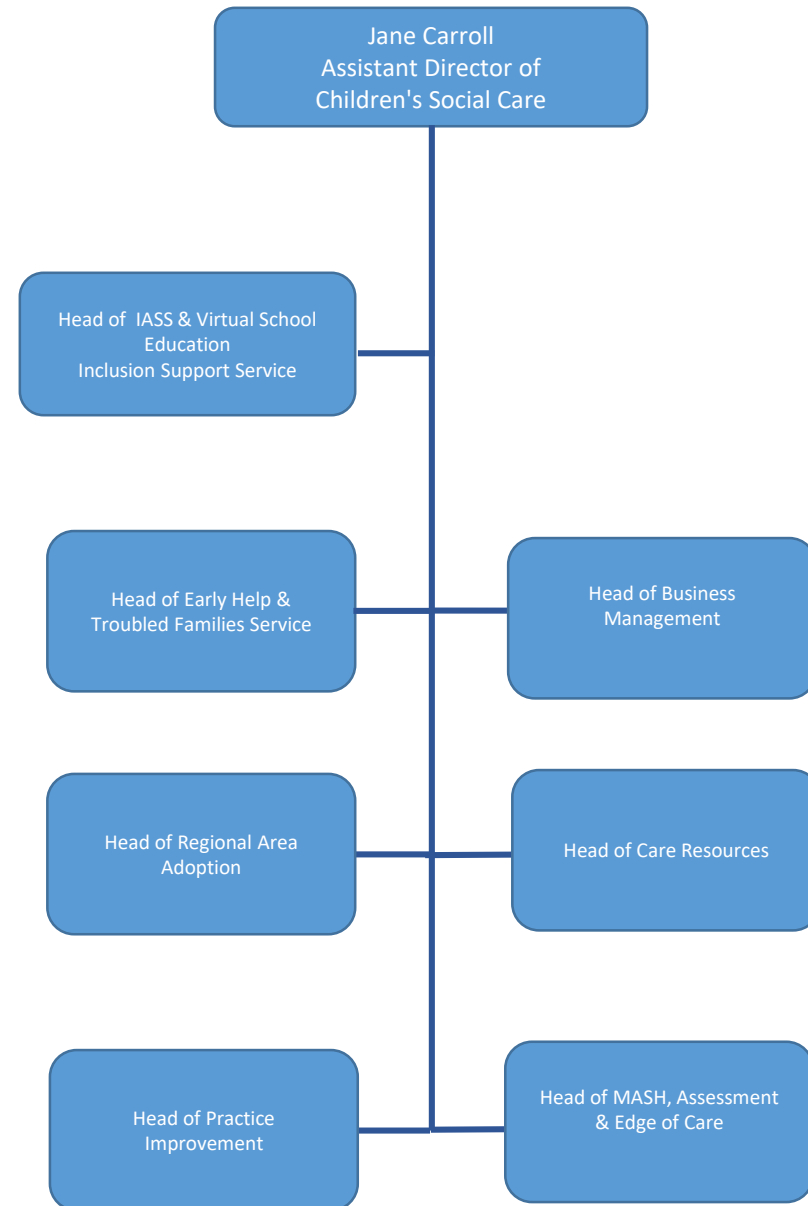 Jane Carroll
Assistant Director of
Children's Social Care
Head of IASS & Virtual School
Education
Inclusion Support Service
Head of Early Help &
Troubled Families Service
Head of Business
Management
Head of Regional Area
Adoption
Head of Care Resources
Head of Practice
Improvement
Head of MASH, Assessment
& Edge of Care